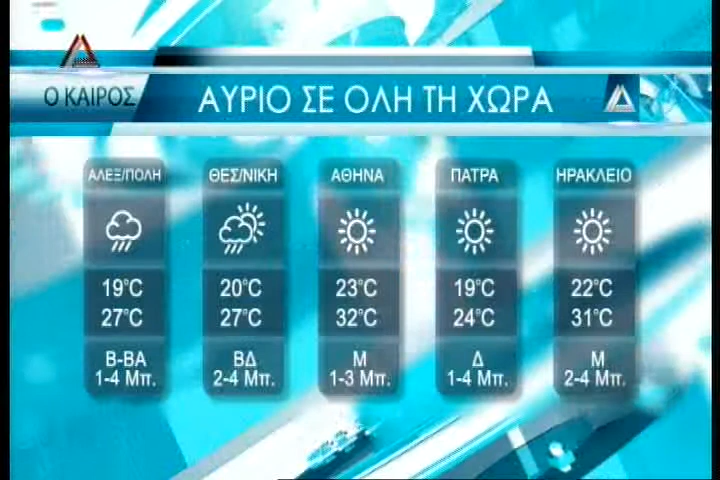 Ο ΚΑΙΡΟΣ
ΑΥΡΙΟ ΣΕ ΟΛΗ ΤΗ ΧΩΡΑ
ΑΛΕΞ/ΠΟΛΗ ΘΕΣ/ΝΙΚΗ ΑΘΗΝΑ ΠΑΤΡΑ ΗΡΑΚΛΕΙΟ
19°C 20°C 23°C 19°C 22°C
27°C 27°C 32°C 24°C 31°C
Β-ΒΑ ΒΔ Μ Δ Μ
1-4 Μπ. 2-4 Μπ. 1-3 Μπ. 1-4 Μπ. 2-4 Μπ.